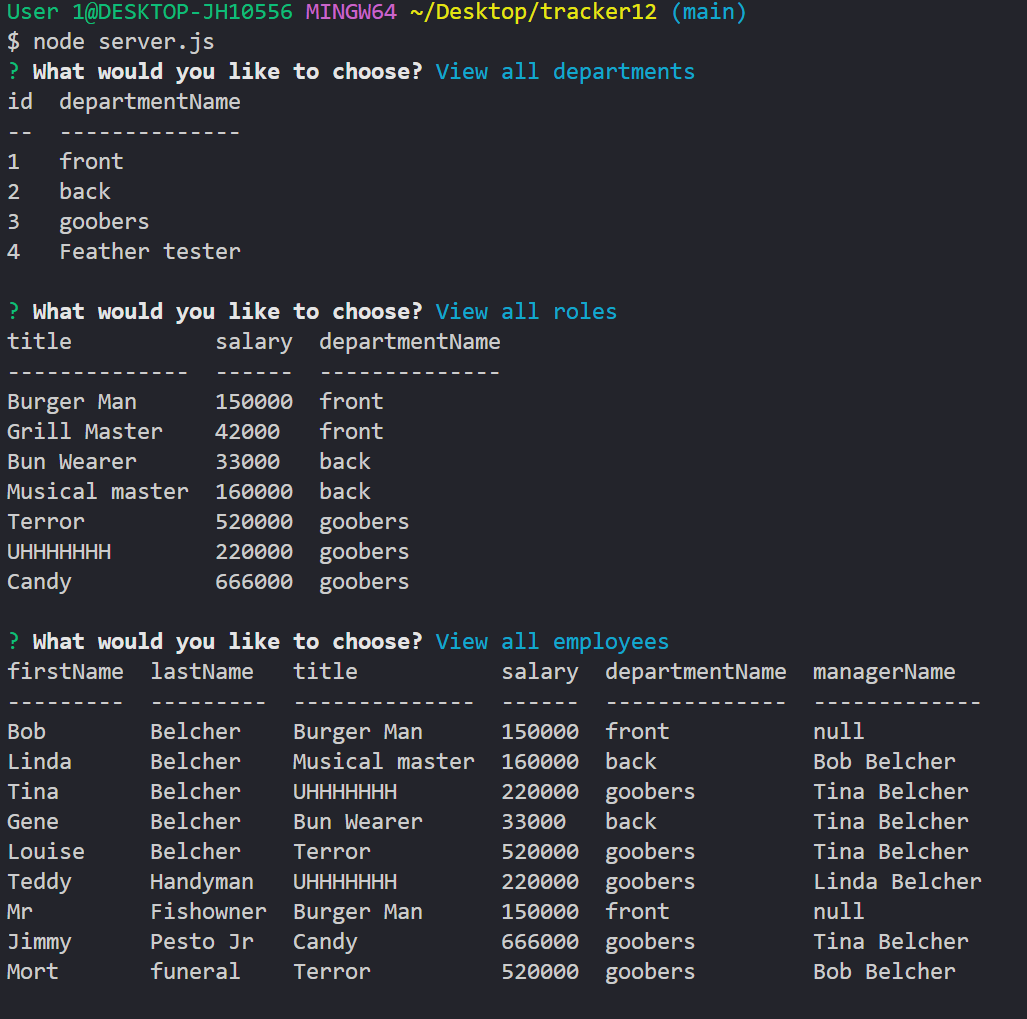 User 1@DESKTOP-JH10556 MINGW64 ~/Desktop/tracker12 (main)
$ node server.js
? What would you like to choose? View all departments
id  departmentName
--  --------------
1   front
2   back
3   goobers
4   Feather tester
? What would you like to choose? View all roles
title           salary  departmentName
--------------  ------  --------------
Burger Man      150000  front
Grill Master    42000   front
Bun Wearer      33000   back
Musical master  160000  back
Terror          520000  goobers
UHHHHHHH        220000  goobers
Candy           666000  goobers
? What would you like to choose? View all employees
firstName  lastName   title           salary  departmentName  managerName
---------  ---------  --------------  ------  --------------  -------------
Bob        Belcher    Burger Man      150000  front           null
Linda      Belcher    Musical master  160000  back            Bob Belcher
Tina       Belcher    UHHHHHHH        220000  goobers         Tina Belcher
Gene       Belcher    Bun Wearer      33000   back            Tina Belcher
Louise     Belcher    Terror          520000  goobers         Tina Belcher
Teddy      Handyman   UHHHHHHH        220000  goobers         Linda Belcher
Mr         Fishowner  Burger Man      150000  front           null
Jimmy      Pesto Jr   Candy           666000  goobers         Tina Belcher
Mort       funeral    Terror          520000  goobers         Bob Belcher